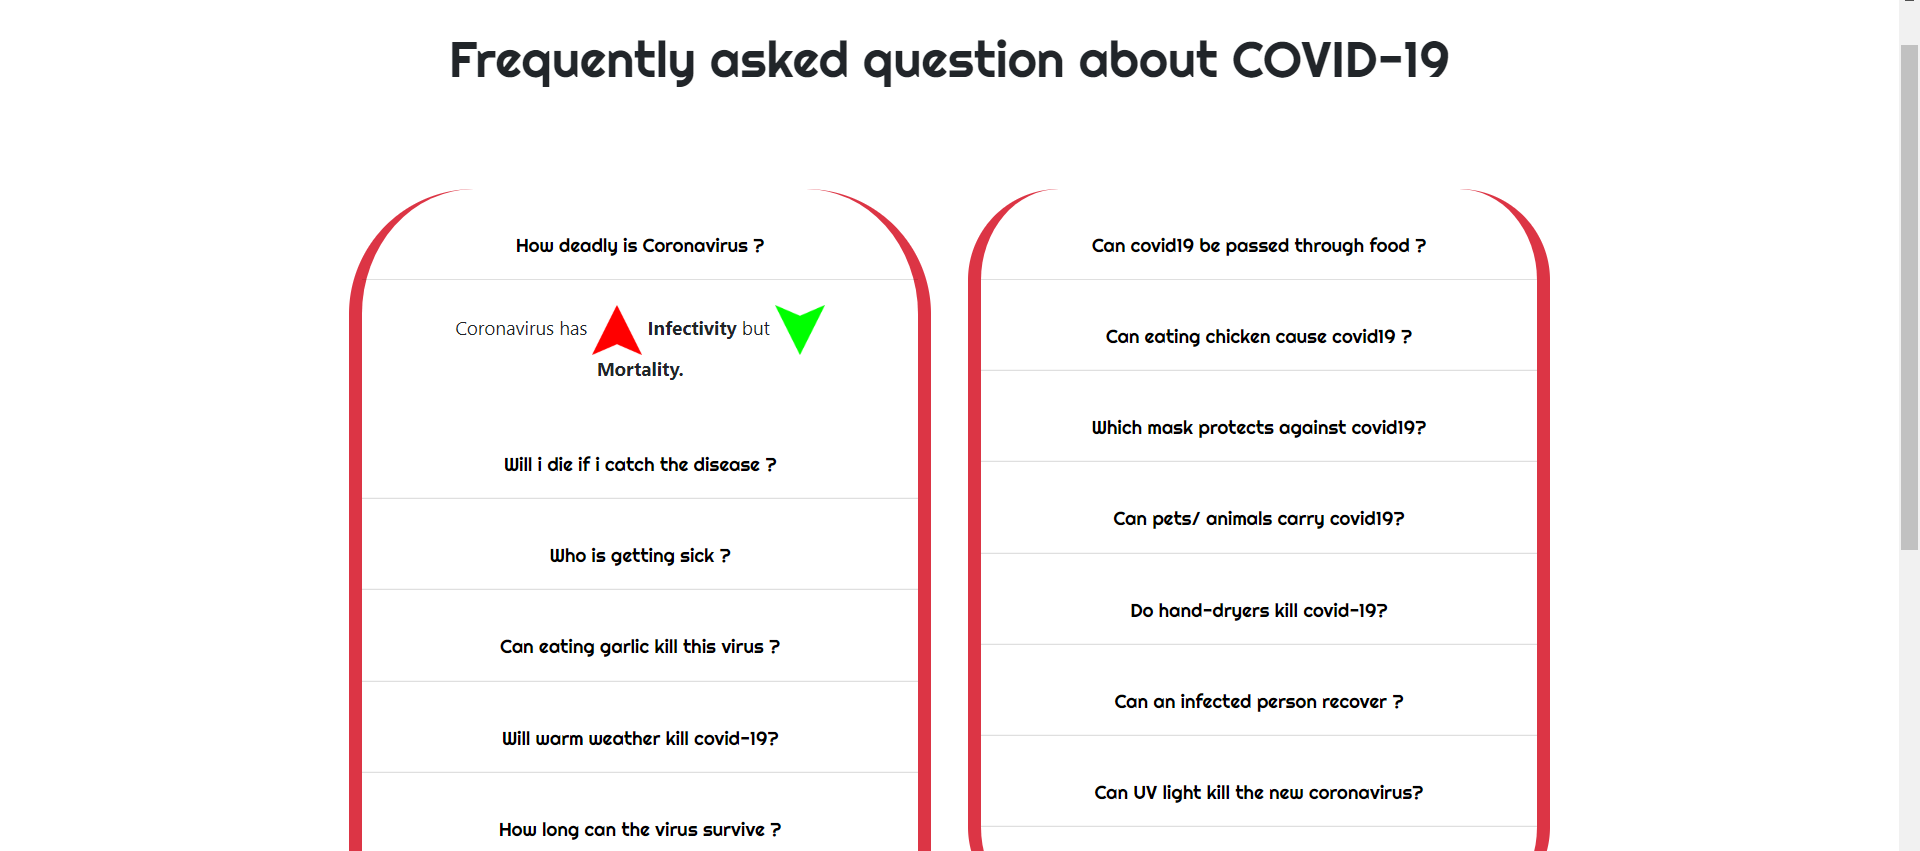 Frequently asked question about COVID-19
How deadly is Coronavirus ?
Coronavirus has Infectivity but
Mortality.
Will i die if i catch the disease ?
Who is getting sick ?
Can eating garlic kill this virus ?
Will warm weather kill covid-19?
How long can the virus survive ?
Can covid19 be passed through food ?
Can eating chicken cause covid19 ?
Which mask protects against covid19?
Can pets/ animals carry covid19?
Do hand-dryers kill covid-19?
Can an infected person recover ?
Can UV light kill the new coronavirus?